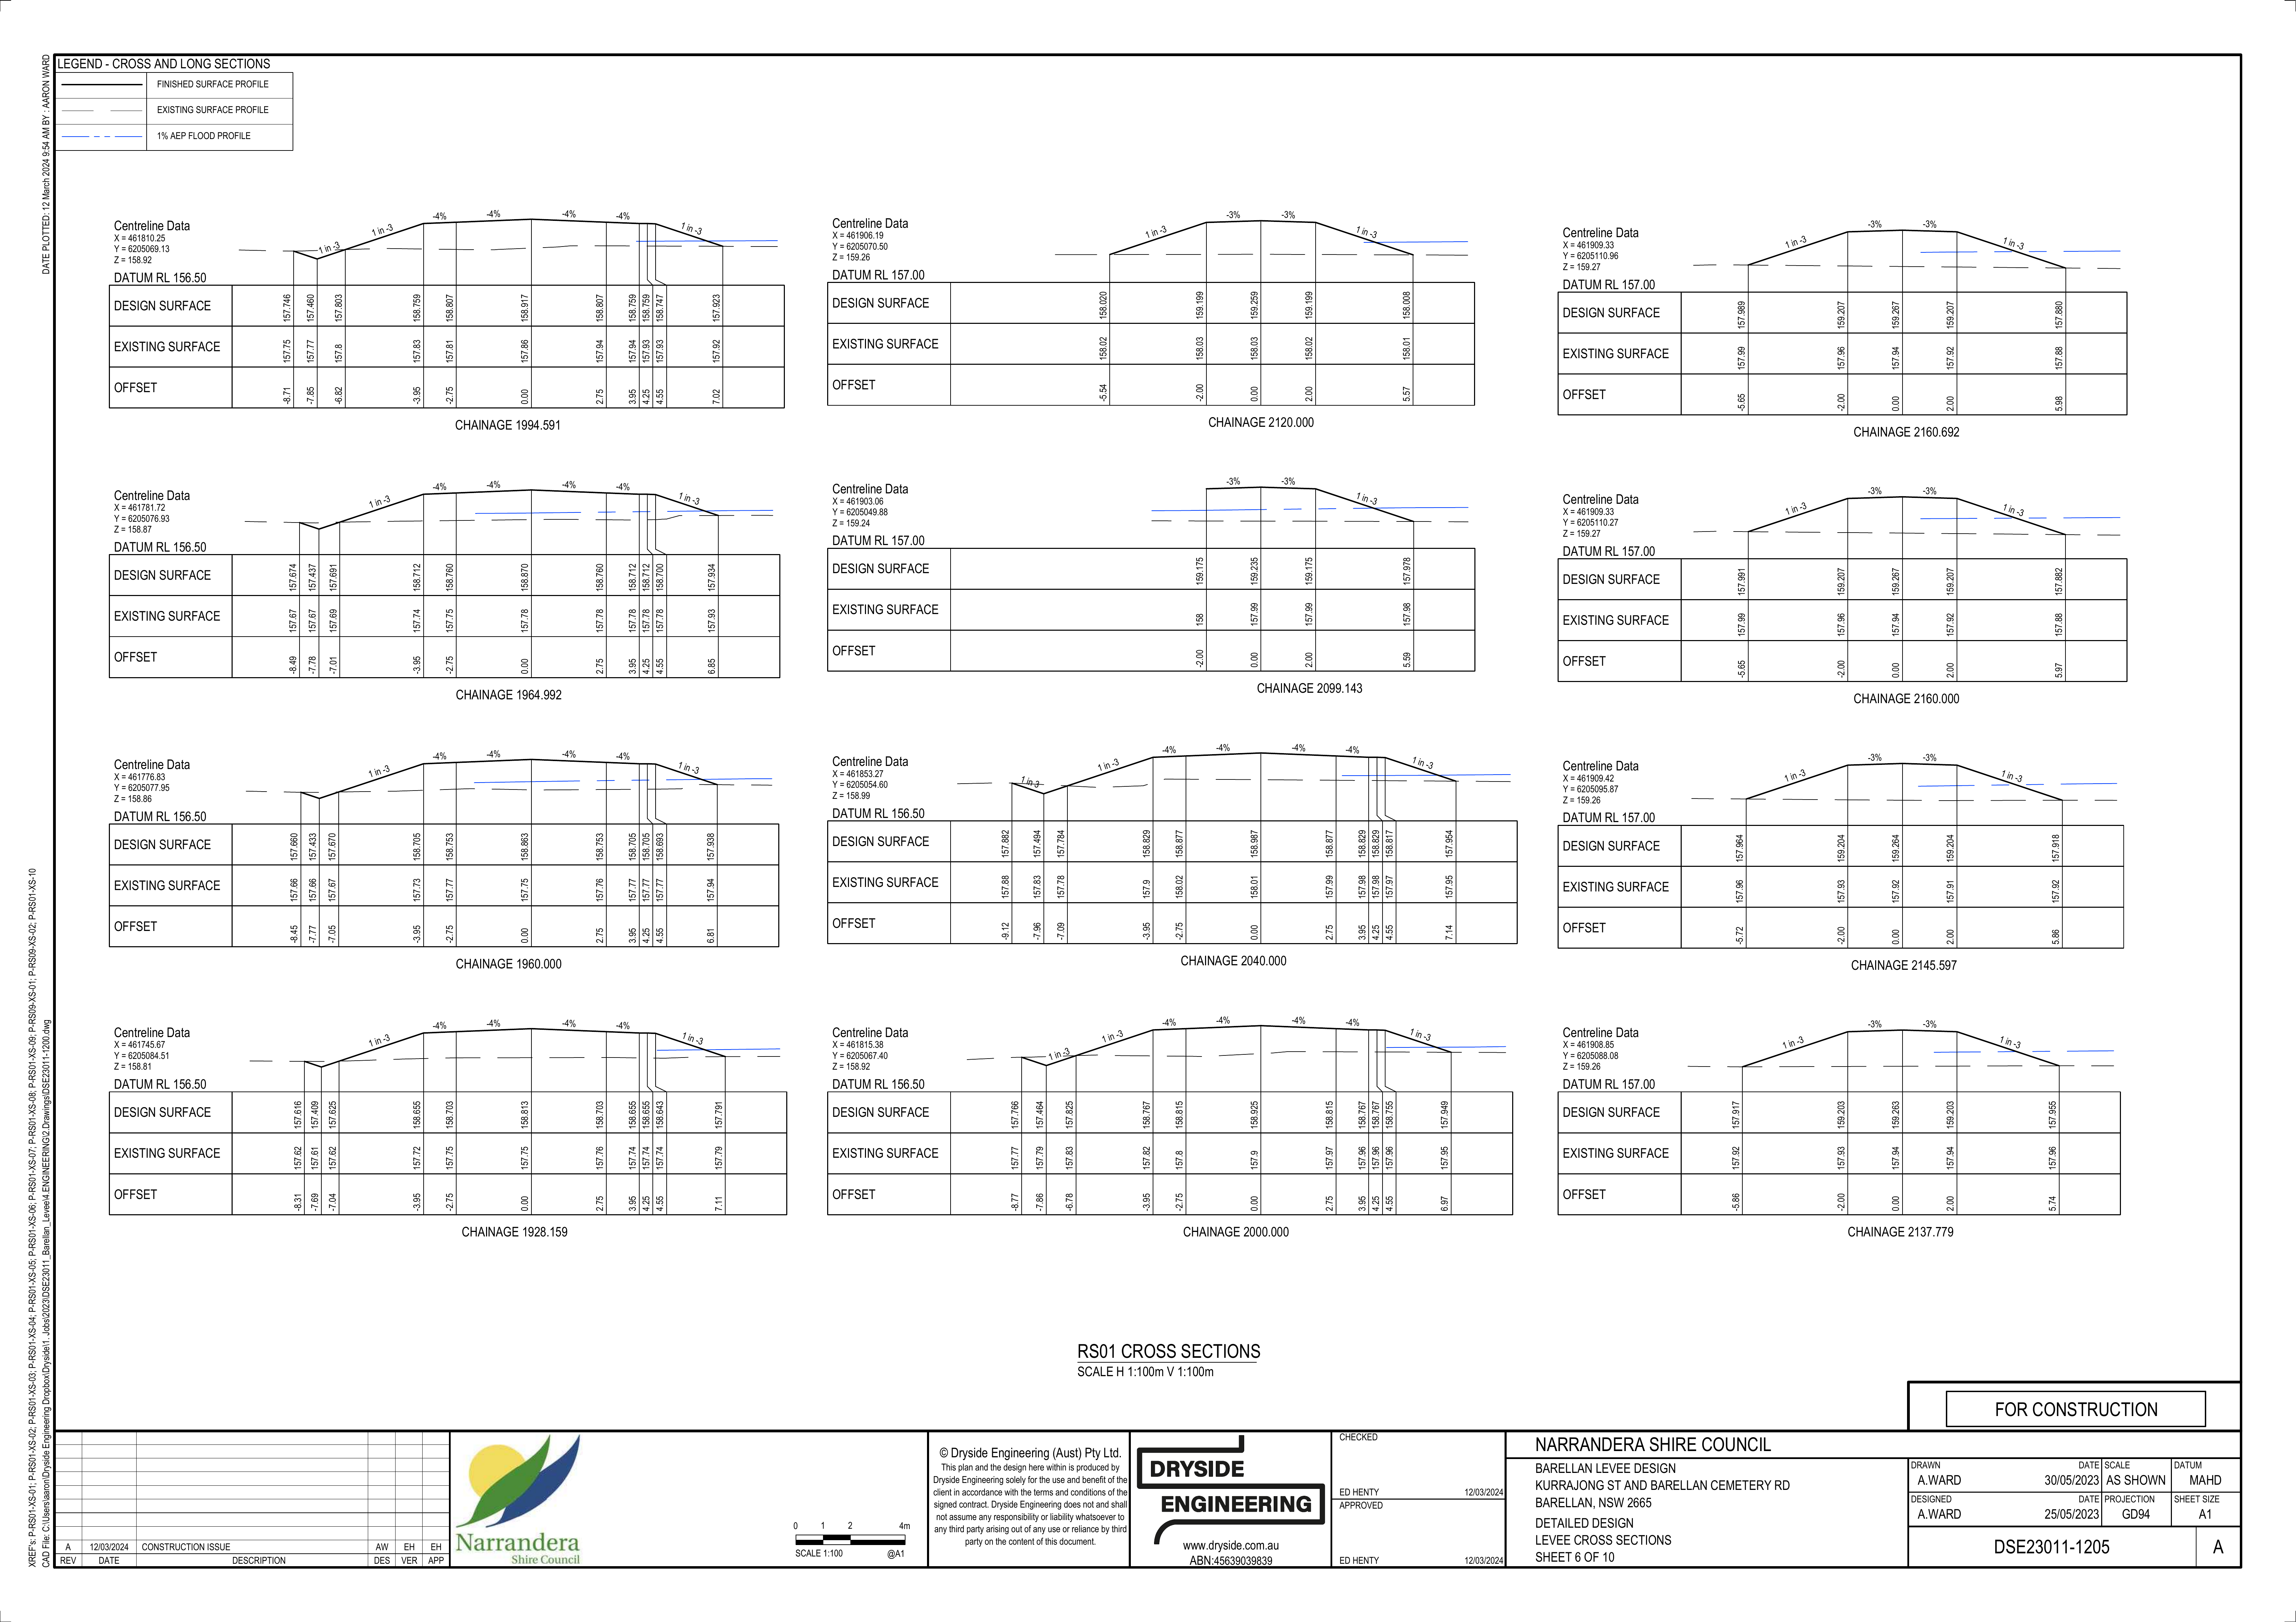 LEGEND - CROSS AND LONG SECTIONS
FINISHED SURFACE PROFILE
EXISTING SURFACE PROFILE
1% AEP FLOOD PROFILE
DATE PLOTTED: 12 March 2024 9:54 AM BY : AARON WARD
XREF's: P-RS01-XS-01; P-RS01-XS-02; P-RS01-XS-03; P-RS01-XS-04; P-RS01-XS-05; P-RS01-XS-06; P-RS01-XS-07; P-RS01-XS-08; P-RS01-XS-09; P-RS09-XS-01; P-RS09-XS-02; P-RS01-XS-10
CAD File: C:\Users\aaron\Dryside Engineering Dropbox\Dryside\1. Jobs\2023\DSE23011_Barellan_Levee\4.ENGINEERING\2.Drawings\DSE23011-1200.dwg
Centreline Data
X = 461810.25
Y = 6205069.13
Z = 158.92
DATUM RL 156.50
1 in -3 1 in -3 -4% -4% -4% -4% 1 in -3
DESIGN SURFACE 157.746 157.460 157.803 158.759 158.807 158.917 158.807 158.759 158.759 158.747 157.923
EXISTING SURFACE 157.75 157.77 157.8 157.83 157.81 157.86 157.94 157.94 157.93 157.93 157.92
OFFSET -8.71 -7.85 -6.82 -3.95 -2.75 0.00 2.75 3.95 4.25 4.55 7.02
CHAINAGE 1994.591
Centreline Data
X = 461906.19
Y = 6205070.50
Z = 159.26
DATUM RL 157.00
1 in -3 -3% -3% 1 in -3
DESIGN SURFACE 158.020 159.199 159.259 159.199 158.008
EXISTING SURFACE 158.02 158.03 158.03 158.02 158.01
OFFSET -5.54 -2.00 0.00 2.00 5.57
CHAINAGE 2120.000
Centreline Data
X = 461909.33
Y = 6205110.96
Z = 159.27
DATUM RL 157.00
1 in -3 -3% -3% 1 in -3
DESIGN SURFACE 157.989 159.207 159.267 159.207 157.880
EXISTING SURFACE 157.99 157.96 157.94 157.92 157.88
OFFSET -5.65 -2.00 0.00 2.00 5.98
CHAINAGE 2160.692
Centreline Data
X = 461781.72
Y = 6205076.93
Z = 158.87
DATUM RL 156.50
1 in -3 -4% -4% -4% -4% 1 in -3
DESIGN SURFACE 157.674 157.437 157.691 158.712 158.760 158.870 158.760 158.712 158.712 158.700 157.934
EXISTING SURFACE 157.67 157.67 157.69 157.74 157.75 157.78 157.78 157.78 157.78 157.78 157.93
OFFSET -8.49 -7.78 -7.01 -3.95 -2.75 0.00 2.75 3.95 4.25 4.55 6.85
CHAINAGE 1964.992
Centreline Data
X = 461903.06
Y = 6205049.88
Z = 159.24
DATUM RL 157.00
-3% -3% 1 in -3
DESIGN SURFACE 159.175 159.235 159.175 157.978
EXISTING SURFACE 158 157.99 157.99 157.98
OFFSET -2.00 0.00 2.00 5.59
CHAINAGE 2099.143
Centreline Data
X = 461909.33
Y = 6205110.27
Z = 159.27
DATUM RL 157.00
1 in -3 -3% -3% 1 in -3
DESIGN SURFACE 157.991 159.207 159.267 159.207 157.882
EXISTING SURFACE 157.99 157.96 157.94 157.92 157.88
OFFSET -5.65 -2.00 0.00 2.00 5.97
CHAINAGE 2160.000
Centreline Data
X = 461776.83
Y = 6205077.95
Z = 158.86
DATUM RL 156.50
1 in -3 -4% -4% -4% -4% 1 in -3
DESIGN SURFACE 157.660 157.433 157.670 158.705 158.753 158.863 158.753 158.705 158.705 158.693 157.938
EXISTING SURFACE 157.66 157.66 157.67 157.73 157.77 157.75 157.76 157.77 157.77 157.77 157.94
OFFSET -8.45 -7.77 -7.05 -3.95 -2.75 0.00 2.75 3.95 4.25 4.55 6.81
CHAINAGE 1960.000
Centreline Data
X = 461853.27
Y = 6205054.60
Z = 158.99
DATUM RL 156.50
1 in -3 1 in -3 -4% -4% -4% -4% 1 in -3
DESIGN SURFACE 157.882 157.494 157.784 158.829 158.877 158.987 158.877 158.829 158.829 158.817 157.954
EXISTING SURFACE 157.88 157.83 157.78 157.9 158.02 158.01 157.99 157.98 157.98 157.97 157.95
OFFSET -9.12 -7.96 -7.09 -3.95 -2.75 0.00 2.75 3.95 4.25 4.55 7.14
CHAINAGE 2040.000
Centreline Data
X = 461909.42
Y = 6205095.87
Z = 159.26
DATUM RL 157.00
1 in -3 -3% -3% 1 in -3
DESIGN SURFACE 157.964 159.204 159.264 159.204 157.918
EXISTING SURFACE 157.96 157.93 157.92 157.91 157.92
OFFSET -5.72 -2.00 0.00 2.00 5.86
CHAINAGE 2145.597
Centreline Data
X = 461745.67
Y = 6205084.51
Z = 158.81
DATUM RL 156.50
1 in -3 -4% -4% -4% -4% 1 in -3
DESIGN SURFACE 157.616 157.409 157.625 158.655 158.703 158.813 158.703 158.655 158.655 158.643 157.791
EXISTING SURFACE 157.62 157.61 157.62 157.72 157.75 157.75 157.76 157.74 157.74 157.74 157.79
OFFSET -8.31 -7.69 -7.04 -3.95 -2.75 0.00 2.75 3.95 4.25 4.55 7.11
CHAINAGE 1928.159
Centreline Data
X = 461815.38
Y = 6205067.40
Z = 158.92
DATUM RL 156.50
1 in -3 1 in -3 -4% -4% -4% -4% 1 in -3
DESIGN SURFACE 157.766 157.464 157.825 158.767 158.815 158.925 158.815 158.767 158.767 158.755 157.949
EXISTING SURFACE 157.77 157.79 157.83 157.82 157.8 157.9 157.97 157.96 157.96 157.96 157.95
OFFSET -8.77 -7.86 -6.78 -3.95 -2.75 0.00 2.75 3.95 4.25 4.55 6.97
CHAINAGE 2000.000
Centreline Data
X = 461908.85
Y = 6205088.08
Z = 159.26
DATUM RL 157.00
1 in -3 -3% -3% 1 in -3
DESIGN SURFACE 157.917 159.203 159.263 159.203 157.955
EXISTING SURFACE 157.92 157.93 157.94 157.94 157.96
OFFSET -5.86 -2.00 0.00 2.00 5.74
CHAINAGE 2137.779
RS01 CROSS SECTIONS
SCALE H 1:100m V 1:100m
FOR CONSTRUCTION
A 12/03/2024 CONSTRUCTION ISSUE AW EH EH
REV DATE DESCRIPTION DES VER APP
Narrandera
Shire Council
0 1 2 4m
SCALE 1:100 @A1
© Dryside Engineering (Aust) Pty Ltd.
This plan and the design here within is produced by
Dryside Engineering solely for the use and benefit of the
client in accordance with the terms and conditions of the
signed contract. Dryside Engineering does not and shall
not assume any responsibility or liability whatsoever to
any third party arising out of any use or reliance by third
party on the content of this document.
DRYSIDE
ENGINEERING
www.dryside.com.au
ABN:45639039839
CHECKED
ED HENTY 12/03/2024
APPROVED
ED HENTY 12/03/2024
NARRANDERA SHIRE COUNCIL
BARELLAN LEVEE DESIGN
KURRAJONG ST AND BARELLAN CEMETERY RD
BARELLAN, NSW 2665
DETAILED DESIGN
LEVEE CROSS SECTIONS
SHEET 6 OF 10
DRAWN DATE SCALE DATUM
A.WARD 30/05/2023 AS SHOWN MAHD
DESIGNED DATE PROJECTION SHEET SIZE
A.WARD 25/05/2023 GD94 A1
DSE23011-1205 A